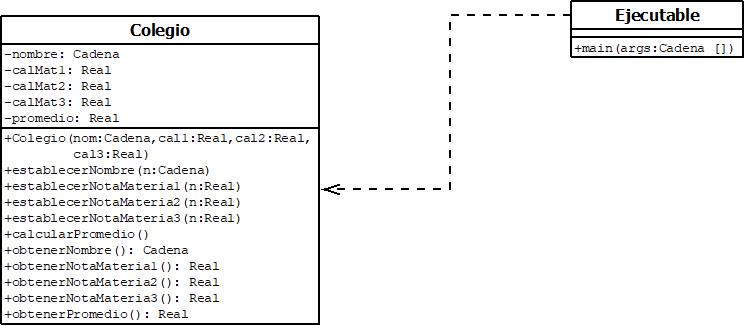 Colegio
-nombre: Cadena
-calMat1: Real
-calMat2: Real
-calMat3: Real
-promedio: Real
+Colegio(nom:Cadena,cal1:Real,cal2:Real,
cal3:Real)
+establecerNombre(n:Cadena)
+establecerNotaMateria1(n:Real)
+establecerNotaMateria2(n:Real)
+establecerNotaMateria3(n:Real)
+calcularPromedio()
+obtenerNombre(): Cadena
+obtenerNotaMateria1(): Real
+obtenerNotaMateria2(): Real
+obtenerNotaMateria3(): Real
+obtenerPromedio(): Real
Ejecutable
+main(args:Cadena [])